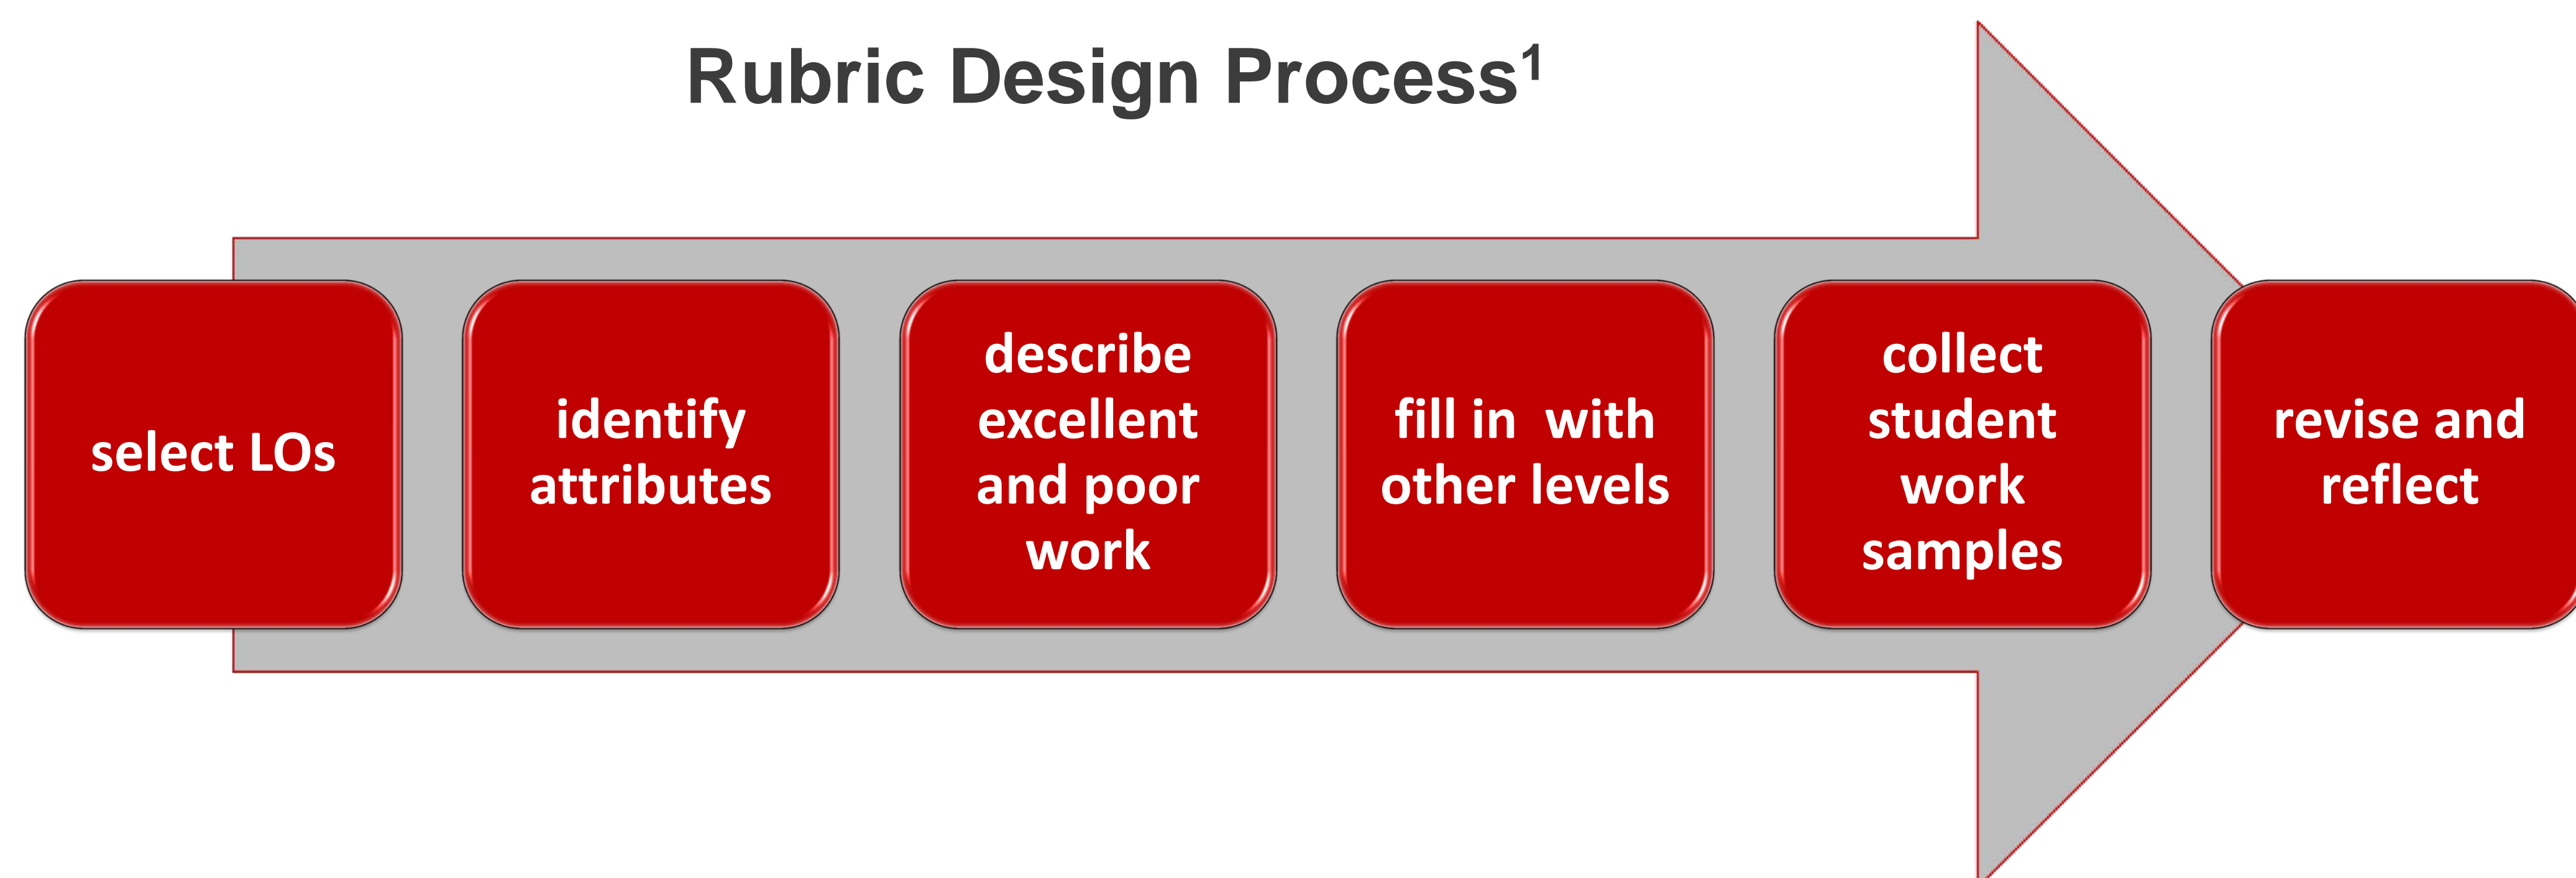 Rubric Design Process¹
select LOs
identify
attributes
describe
excellent
and poor
work
fill in  with
other levels
collect
student
work
samples
revise and
reflect